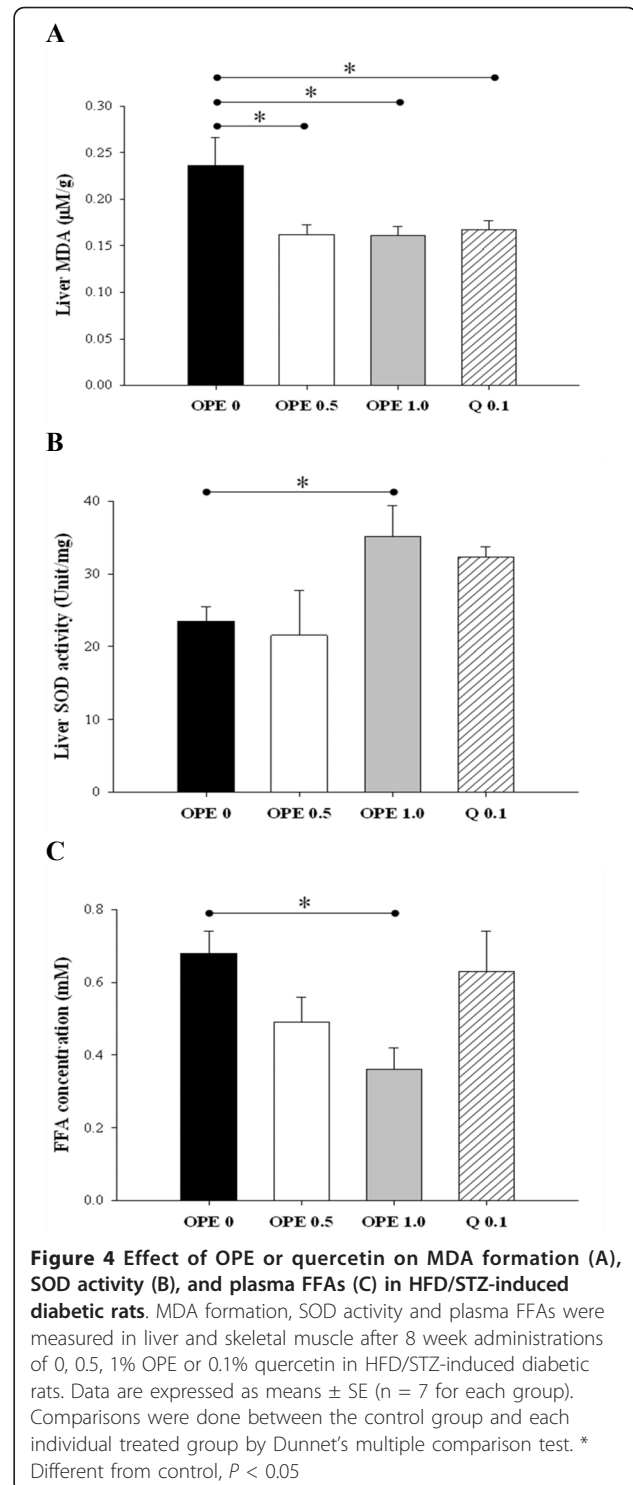 A
*
*
*
0.30
0.25
0.20
0.15
0.10
0.05
0.00
Liver MDA (μM/g)
OPE 0 OPE 0.5 OPE 1.0 Q 0.1
B
*
40
30
20
10
0
Liver SOD activity (Unit/mg)
OPE 0 OPE 0.5 OPE 1.0 Q 0.1
C
*
0.8
0.6
0.4
0.2
0.0
FFA concentration (mM)
OPE 0 OPE 0.5 OPE 1.0 Q 0.1
Figure 4 Effect of OPE or quercetin on MDA formation (A),
SOD activity (B), and plasma FFAs (C) in HFD/STZ-induced
diabetic rats. MDA formation, SOD activity and plasma FFAs were
measured in liver and skeletal muscle after 8 week administrations
of 0, 0.5, 1% OPE or 0.1% quercetin in HFD/STZ-induced diabetic
rats. Data are expressed as means ± SE (n = 7 for each group).
Comparisons were done between the control group and each
individual treated group by Dunnet's multiple comparison test. *
Different from control, P < 0.05